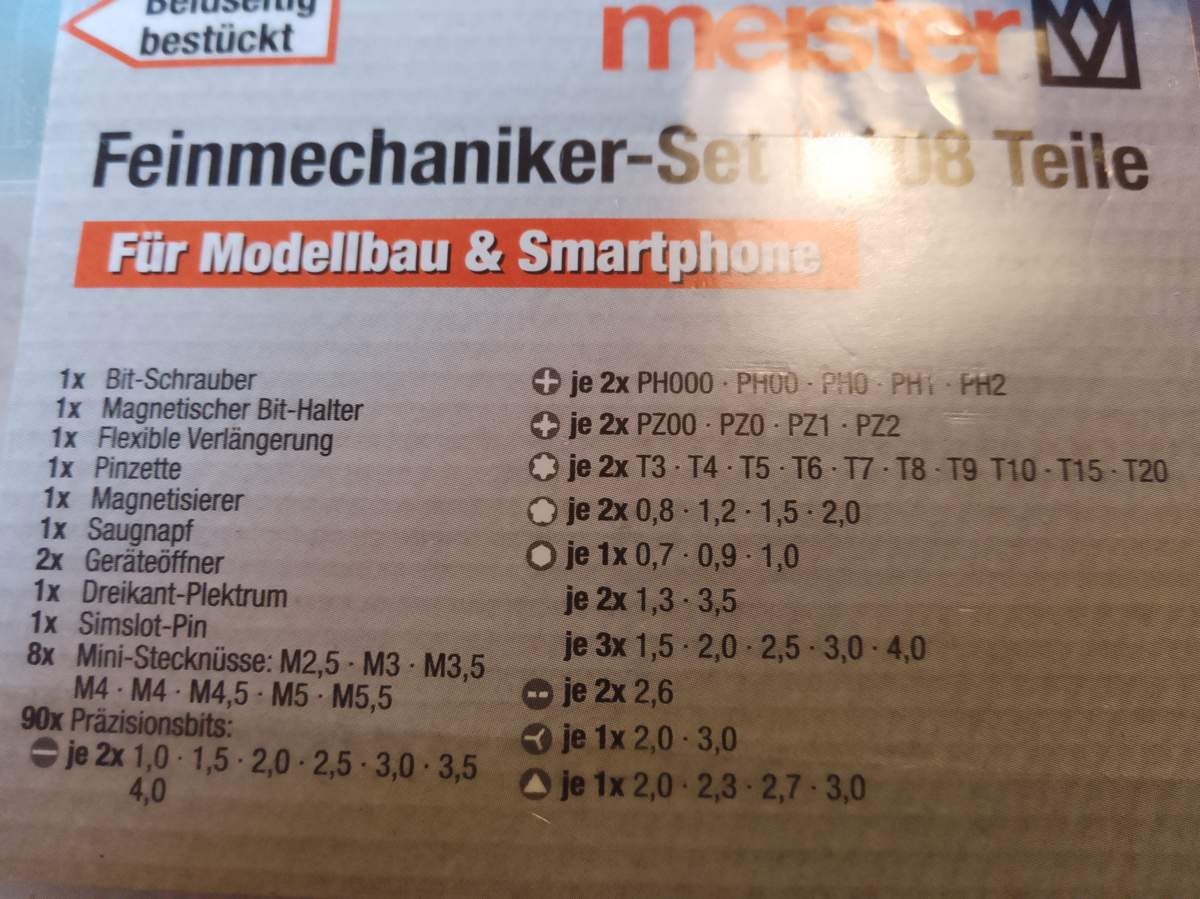 Beidseitig
bestückt
meister
Feinmechaniker-Set 108 Teile
Für Modellbau & Smartphone
1x Bit-Schrauber
1x Magnetischer Bit-Halter
1x Flexible Verlängerung
1x Pinzette
1x Magnetisierer
1x Saugnapf
2x Geräteöffner
1x Dreikant-Plektrum
1x Simslot-Pin
8x Mini-Stecknüsse: M2,5 · M3 · M3,5
M4 · M4 · M4,5 · M5 · M5,5
90x Präzisionsbits:
je 2x 1,0 · 1,5 · 2,0 · 2,5 · 3,0 · 3,5
4,0
je 2x PH000 · PH00 · PH0 · PH1 · PH2
je 2x PZ00 · PZ0 · PZ1 · PZ2
je 2x T3 · T4 · T5 · T6 · T7 · T8 · T9 T10 · T15 · T20
je 2x 0,8 · 1,2 · 1,5 · 2,0
je 1x 0,7 · 0,9 · 1,0
je 2x 1,3 · 3,5
je 3x 1,5 · 2,0 · 2,5 · 3,0 · 4,0
je 2x 2,6
je 1x 2,0 · 3,0
je 1x 2,0 · 2,3 · 2,7 · 3,0